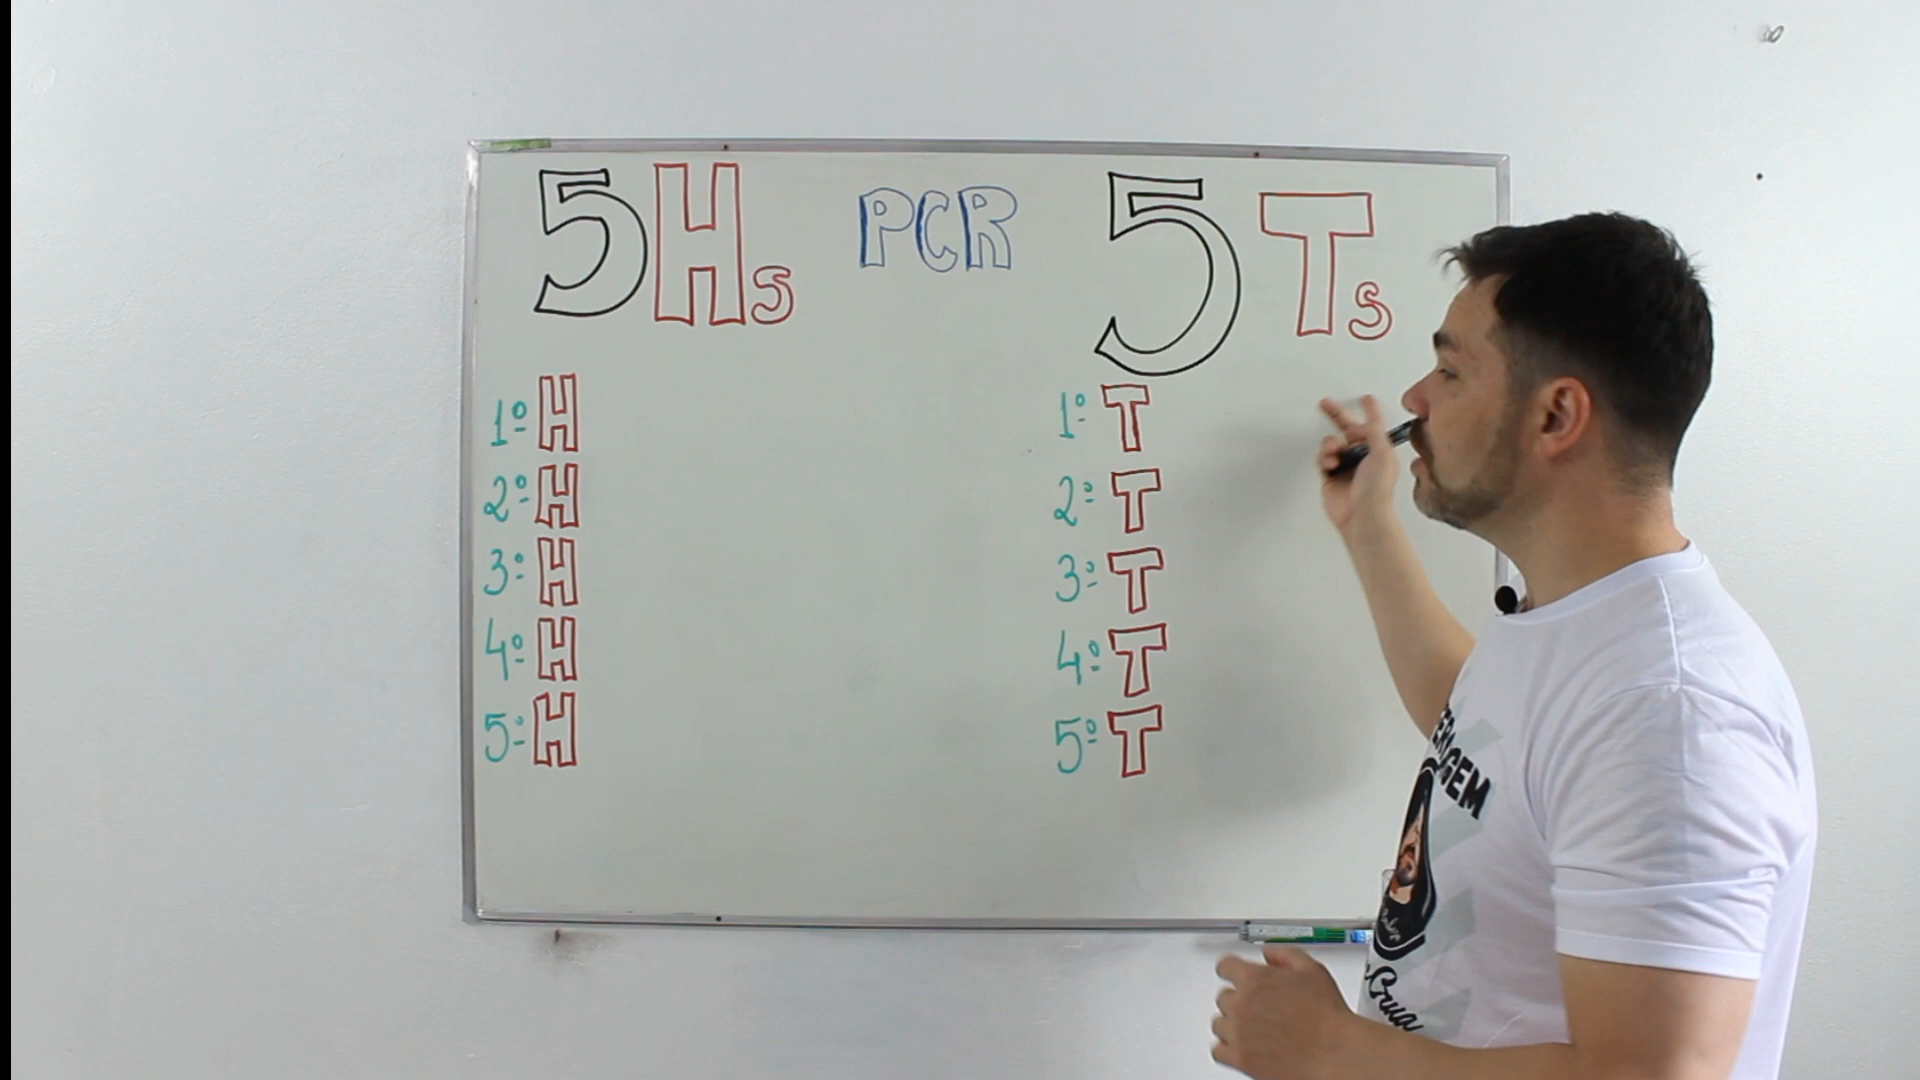 5Hs PCR 5Ts
1º H
2º H
3º H
4º H
5º H
1º T
2º T
3º T
4º T
5º T